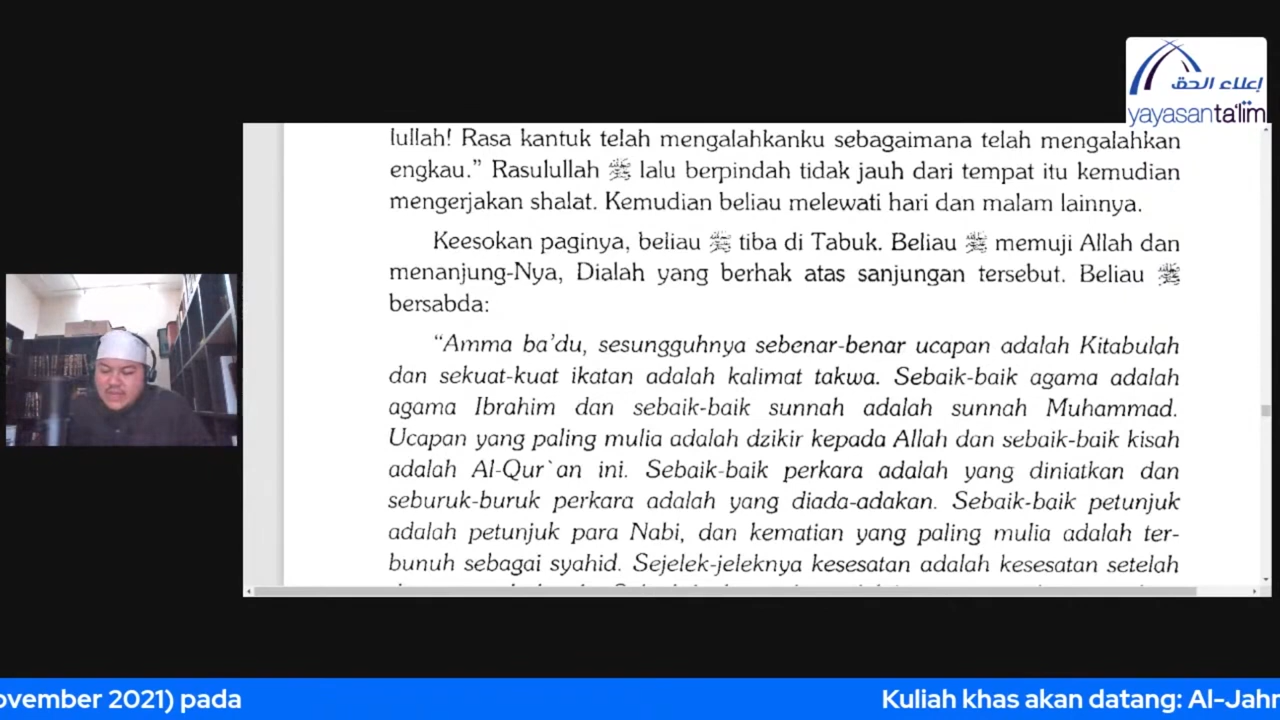 إعلاء الحق
yayasanta'lim
lullah! Rasa kantuk telah mengalahkanku sebagaimana telah mengalahkan
engkau.” Rasulullah ﷺ lalu berpindah tidak jauh dari tempat itu kemudian
mengerjakan shalat. Kemudian beliau melewati hari dan malam lainnya.
Keesokan paginya, beliau ﷺ tiba di Tabuk. Beliau ﷺ memuji Allah dan
menanjung-Nya, Dialah yang berhak atas sanjungan tersebut. Beliau ﷺ
bersabda:
“Amma ba’du, sesungguhnya sebenar-benar ucapan adalah Kitabulah
dan sekuat-kuat ikatan adalah kalimat takwa. Sebaik-baik agama adalah
agama Ibrahim dan sebaik-baik sunnah adalah sunnah Muhammad.
Ucapan yang paling mulia adalah dzikir kepada Allah dan sebaik-baik kisah
adalah Al-Qur`an ini. Sebaik-baik perkara adalah yang diniatkan dan
seburuk-buruk perkara adalah yang diada-adakan. Sebaik-baik petunjuk
adalah petunjuk para Nabi, dan kematian yang paling mulia adalah ter-
bunuh sebagai syahid. Sejelek-jeleknya kesesatan adalah kesesatan setelah
ovember 2021) pada
Kuliah khas akan datang: Al-Jahr